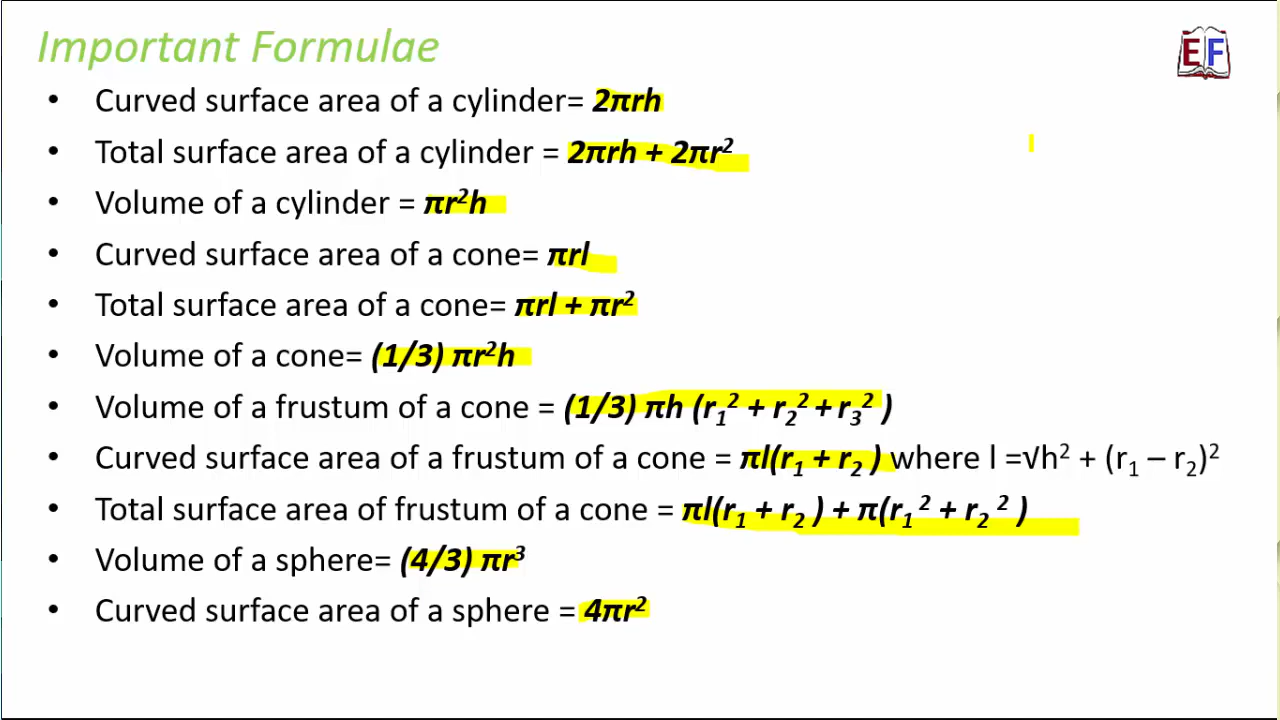 Important Formulae
EF
• Curved surface area of a cylinder= 2πrh
• Total surface area of a cylinder = 2πrh + 2πr²
• Volume of a cylinder = πr²h
• Curved surface area of a cone= πrl
• Total surface area of a cone= πrl + πr²
• Volume of a cone= (1/3) πr²h
• Volume of a frustum of a cone = (1/3) πh (r₁² + r₂² + r₃² )
• Curved surface area of a frustum of a cone = πl(r₁ + r₂ ) where l =√h² + (r₁ – r₂)²
• Total surface area of frustum of a cone = πl(r₁ + r₂ ) + π(r₁ ² + r₂ ² )
• Volume of a sphere= (4/3) πr³
• Curved surface area of a sphere = 4πr²